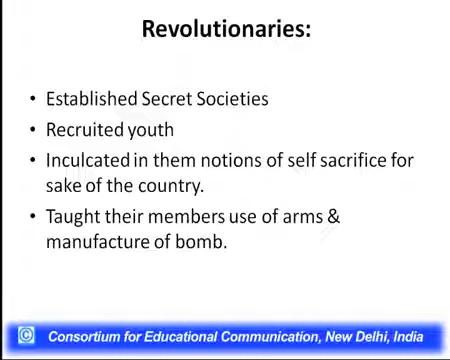 Revolutionaries:
• Established Secret Societies
• Recruited youth
• Inculcated in them notions of self sacrifice for
sake of the country.
• Taught their members use of arms &
manufacture of bomb.
© Consortium for Educational Communication, New Delhi, India